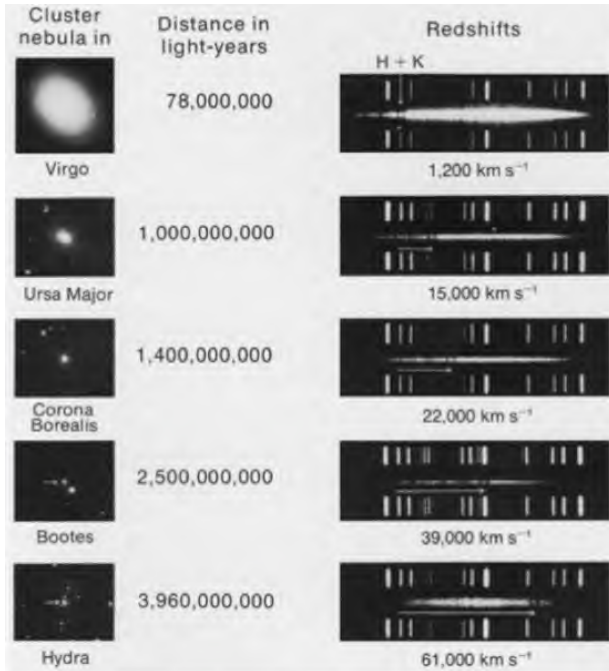 Cluster
nebula in
Distance in
light-years
Redshifts
H + K
78,000,000
Virgo
1,200 km s⁻¹
1,000,000,000
Ursa Major
15,000 km s⁻¹
1,400,000,000
Corona
Borealis
22,000 km s⁻¹
2,500,000,000
Bootes
39,000 km s⁻¹
3,960,000,000
Hydra
61,000 km s⁻¹